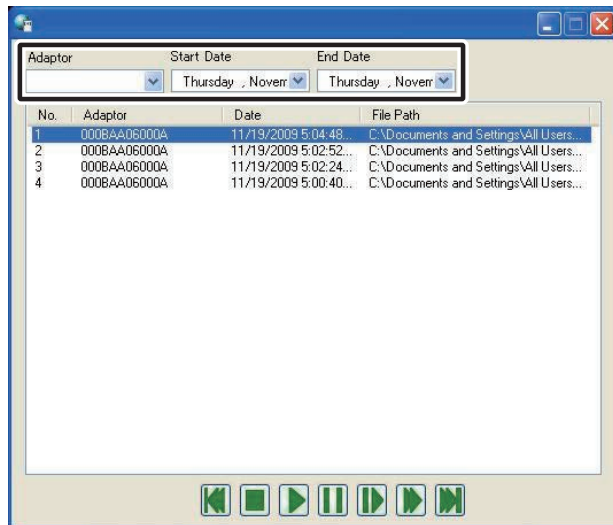 Adaptor Start Date End Date
Thursday , Noverr Thursday , Noverr
No. Adaptor Date File Path
1 000BAA06000A 11/19/2009 5:04:48... C:\Documents and Settings\All Users...
2 000BAA06000A 11/19/2009 5:02:52... C:\Documents and Settings\All Users...
3 000BAA06000A 11/19/2009 5:02:24... C:\Documents and Settings\All Users...
4 000BAA06000A 11/19/2009 5:00:40... C:\Documents and Settings\All Users...